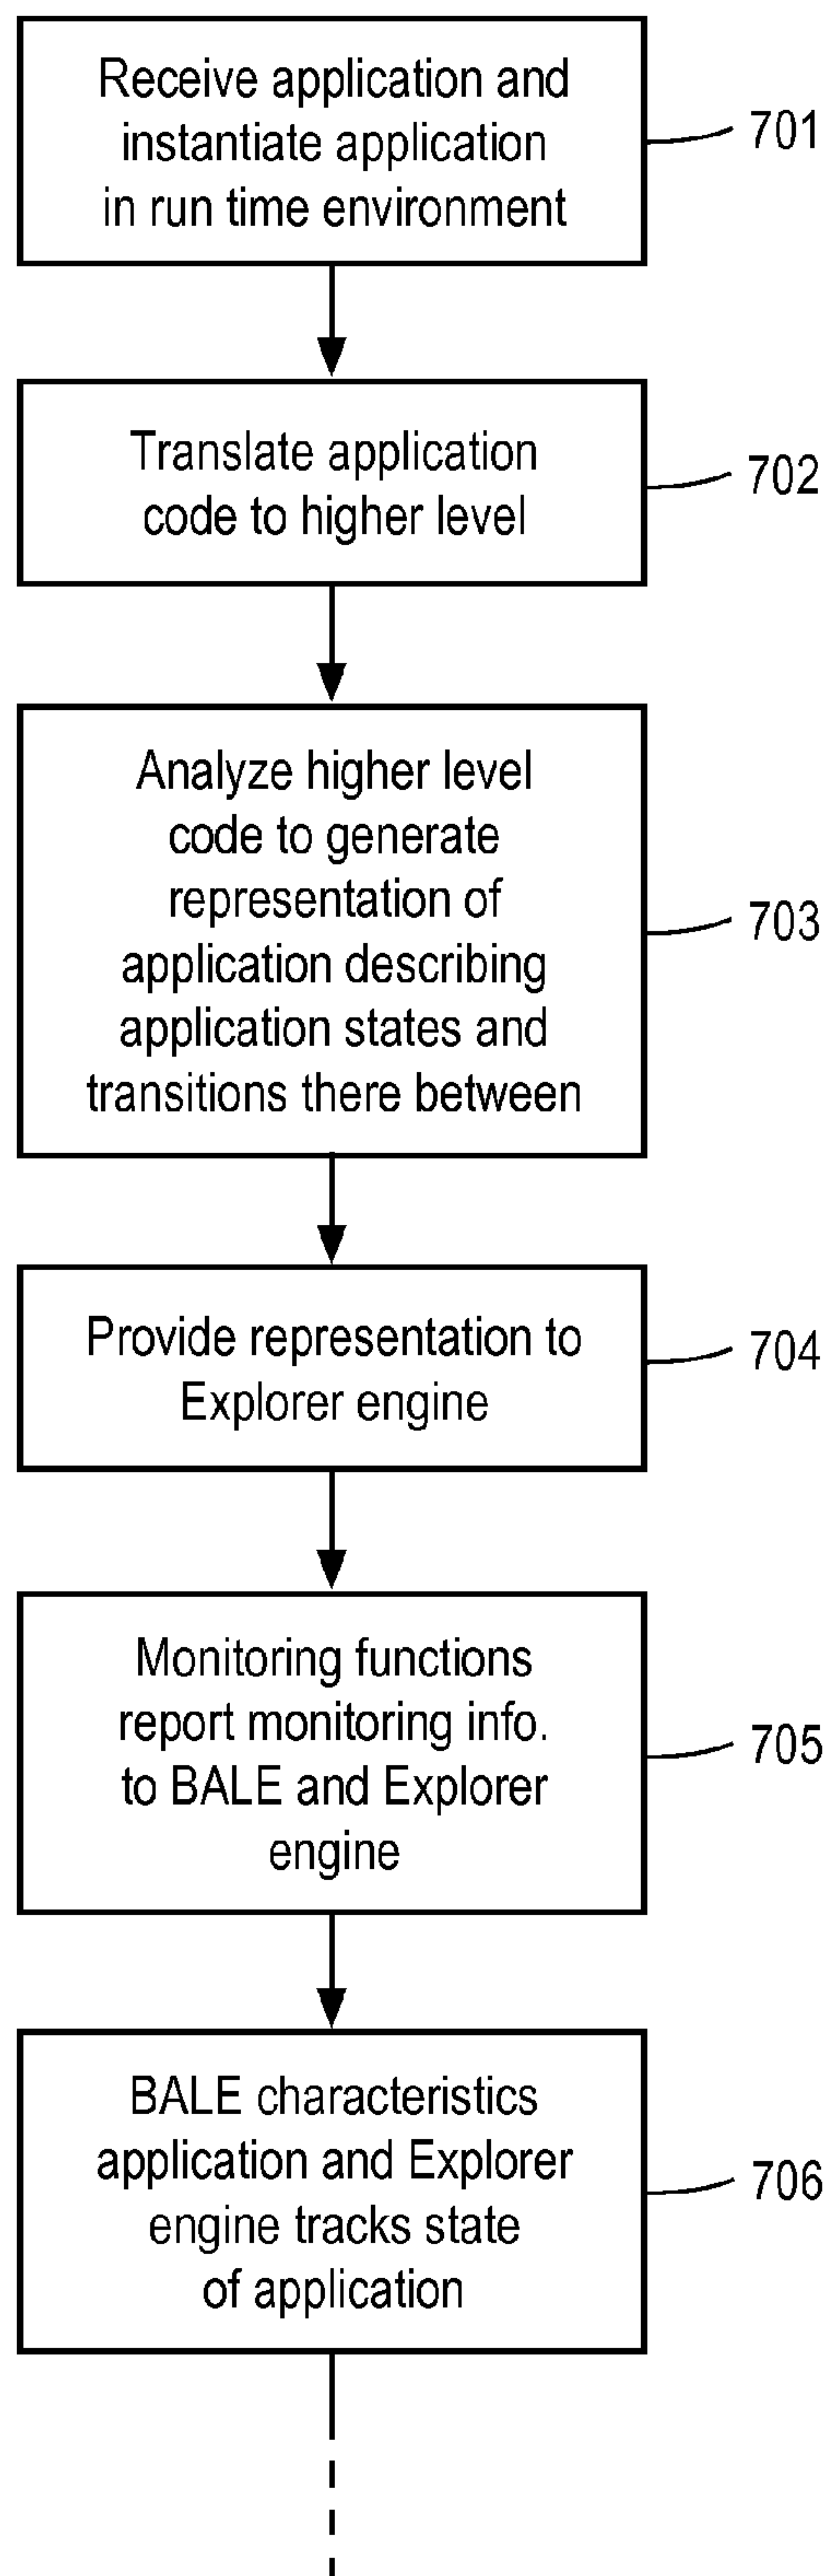 Receive application and
instantiate application
in run time environment
701
Translate application
code to higher level
702
Analyze higher level
code to generate
representation of
application describing
application states and
transitions there between
703
Provide representation to
Explorer engine
704
Monitoring functions
report monitoring info.
to BALE and Explorer
engine
705
BALE characteristics
application and Explorer
engine tracks state
of application
706